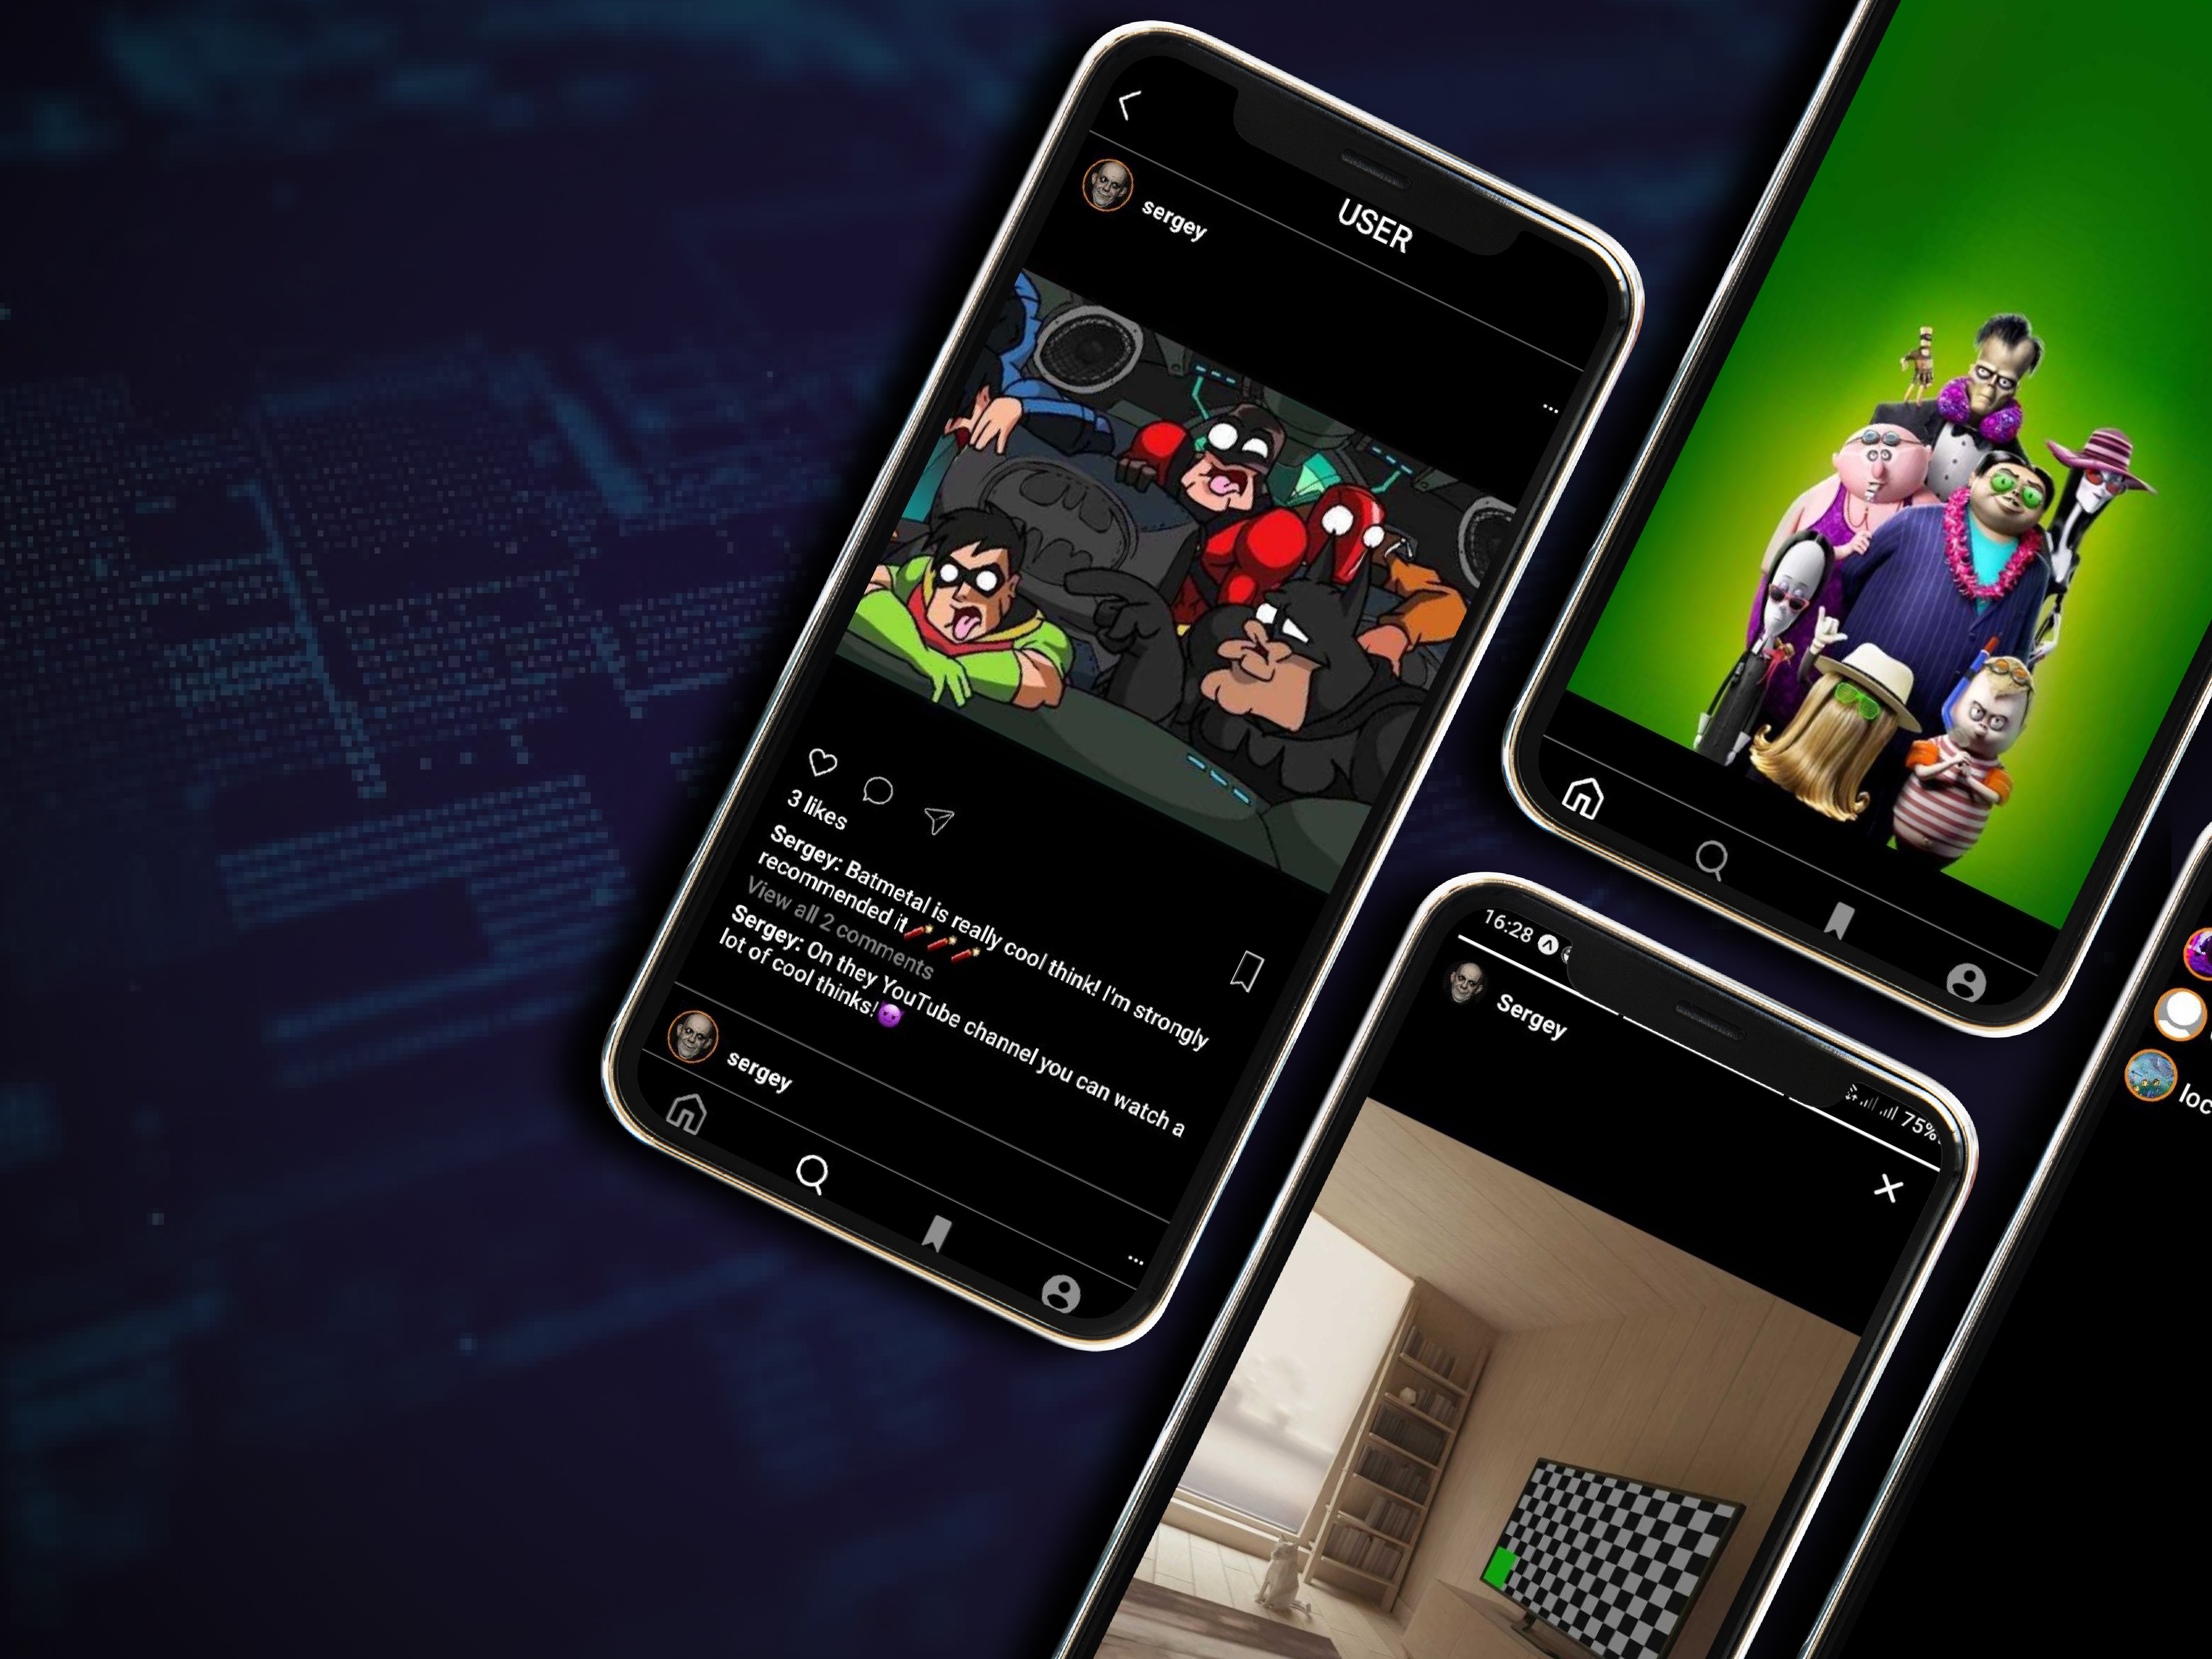 USER
sergey
...
3 likes
Sergey: Batmetal is really cool think! I'm strongly
recommended it🧨🧨🧨
View all 2 comments
Sergey: On they YouTube channel you can watch a
lot of cool thinks!😈
sergey
...
16:28
75%
Sergey
loc